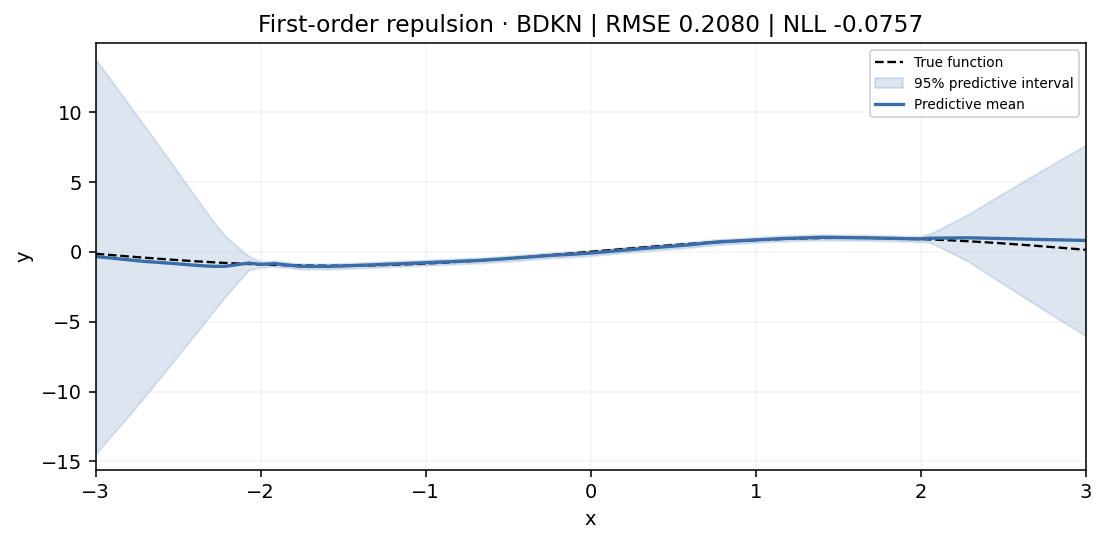 First-order repulsion · BDKN | RMSE 0.2080 | NLL -0.0757
True function
95% predictive interval
Predictive mean
10
5
0
−5
−10
−15
y
−3 −2 −1 0 1 2 3
x